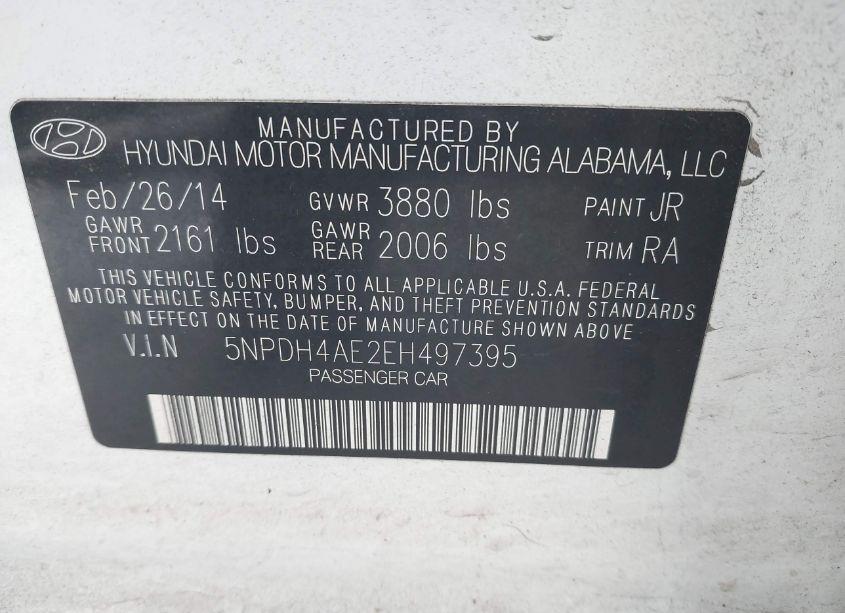 MANUFACTURED BY
HYUNDAI MOTOR MANUFACTURING ALABAMA, LLC
Feb/26/14 GVWR 3880 lbs PAINT JR
GAWR FRONT 2161 lbs GAWR REAR 2006 lbs TRIM RA
THIS VEHICLE CONFORMS TO ALL APPLICABLE U.S.A. FEDERAL
MOTOR VEHICLE SAFETY, BUMPER, AND THEFT PREVENTION STANDARDS
IN EFFECT ON THE DATE OF MANUFACTURE SHOWN ABOVE
V.I.N 5NPDH4AE2EH497395
PASSENGER CAR